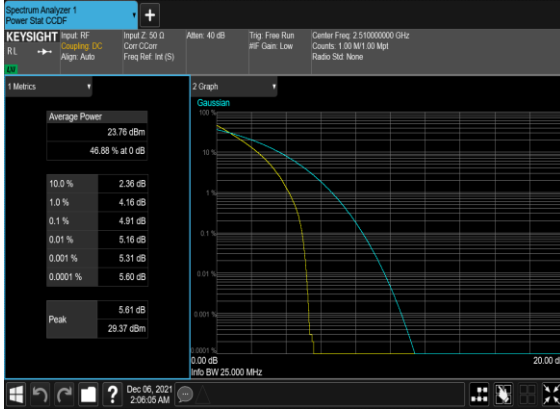 Spectrum Analyzer 1
Power Stat CCDF
KEYSIGHT
RL
Input: RF
Coupling: DC
Align: Auto
Input Z: 50 Ω
Corr CCorr
Freq Ref: Int (S)
Atten: 40 dB
Trig: Free Run
#IF Gain: Low
Center Freq: 2.510000000 GHz
Counts: 1.00 M/1.00 Mpt
Radio Std: None
1 Metrics
Average Power
23.76 dBm
46.88 % at 0 dB
10.0 % 2.36 dB
1.0 % 4.16 dB
0.1 % 4.91 dB
0.01 % 5.16 dB
0.001 % 5.31 dB
0.0001 % 5.60 dB
Peak
5.61 dB
29.37 dBm
2 Graph
Gaussian
100 %
10 %
1 %
0.1 %
0.01 %
0.001 %
0.0001 %
0.00 dB
20.00 d
Info BW 25.000 MHz
Dec 06, 2021
2:06:05 AM